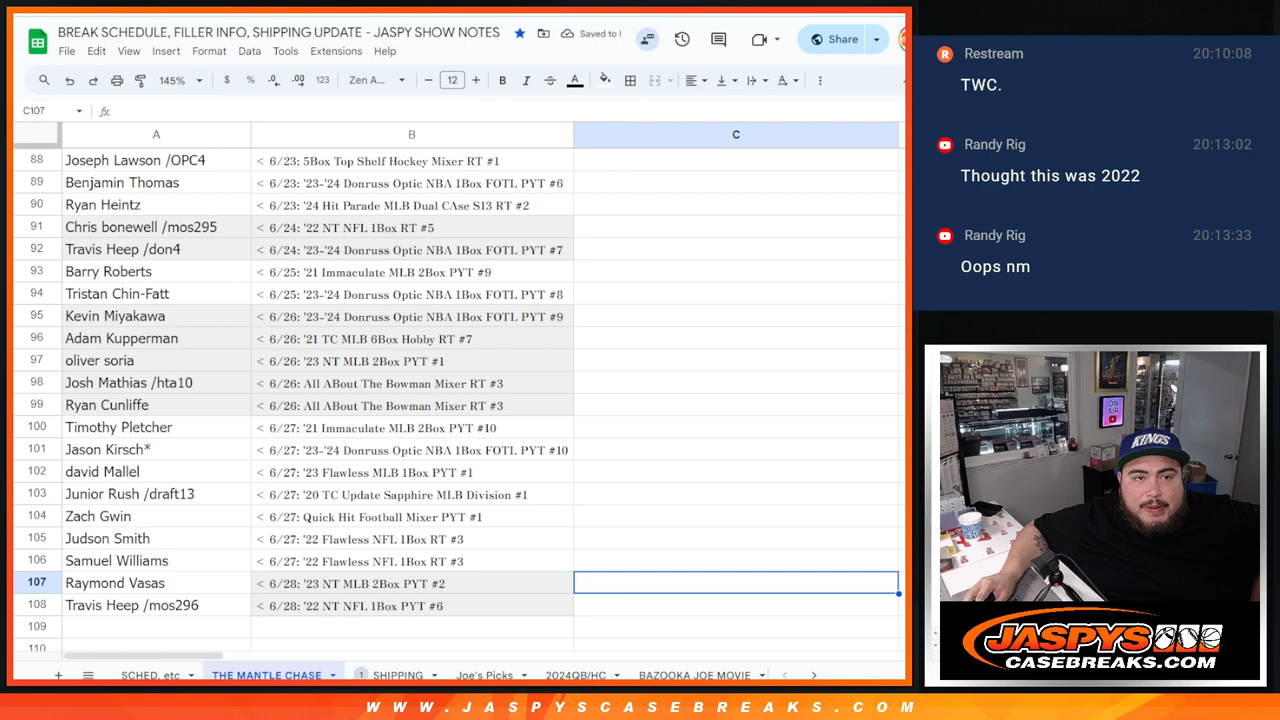 BREAK SCHEDULE, FILLER INFO, SHIPPING UPDATE - JASPY SHOW NOTES
Saved to
Share
File Edit View Insert Format Data Tools Extensions Help
145% $ % .0 .00 123 Zen A... 12 B I A
C107 fx
A B C
88 Joseph Lawson /OPC4 < 6/23: 5Box Top Shelf Hockey Mixer RT #1
89 Benjamin Thomas < 6/23: '23-'24 Donruss Optic NBA 1Box FOTL PYT #6
90 Ryan Heintz < 6/23: '24 Hit Parade MLB Dual CAse S13 RT #2
91 Chris bonewell /mos295 < 6/24: '22 NT NFL 1Box RT #5
92 Travis Heep /don4 < 6/24: '23-'24 Donruss Optic NBA 1Box FOTL PYT #7
93 Barry Roberts < 6/25: '21 Immaculate MLB 2Box PYT #9
94 Tristan Chin-Fatt < 6/25: '23-'24 Donruss Optic NBA 1Box FOTL PYT #8
95 Kevin Miyakawa < 6/26: '23-'24 Donruss Optic NBA 1Box FOTL PYT #9
96 Adam Kupperman < 6/26: '21 TC MLB 6Box Hobby RT #7
97 oliver soria < 6/26: '23 NT MLB 2Box PYT #1
98 Josh Mathias /hta10 < 6/26: All ABout The Bowman Mixer RT #3
99 Ryan Cunliffe < 6/26: All ABout The Bowman Mixer RT #3
100 Timothy Pletcher < 6/27: '21 Immaculate MLB 2Box PYT #10
101 Jason Kirsch* < 6/27: '23-'24 Donruss Optic NBA 1Box FOTL PYT #10
102 david Mallel < 6/27: '23 Flawless MLB 1Box PYT #1
103 Junior Rush /draft13 < 6/27: '20 TC Update Sapphire MLB Division #1
104 Zach Gwin < 6/27: Quick Hit Football Mixer PYT #1
105 Judson Smith < 6/27: '22 Flawless NFL 1Box RT #3
106 Samuel Williams < 6/27: '22 Flawless NFL 1Box RT #3
107 Raymond Vasas < 6/28: '23 NT MLB 2Box PYT #2
108 Travis Heep /mos296 < 6/28: '22 NT NFL 1Box PYT #6
109
110
SCHED, etc THE MANTLE CHASE 1 SHIPPING Joe's Picks 2024QB/HC BAZOOKA JOE MOVIE
R Restream 20:10:08
TWC.
Randy Rig 20:13:02
Thought this was 2022
Randy Rig 20:13:33
Oops nm
ON AIR
KINGS
JASPYS
CASEBREAKS.COM
WWW.JASPYSCASEBREAKS.COM